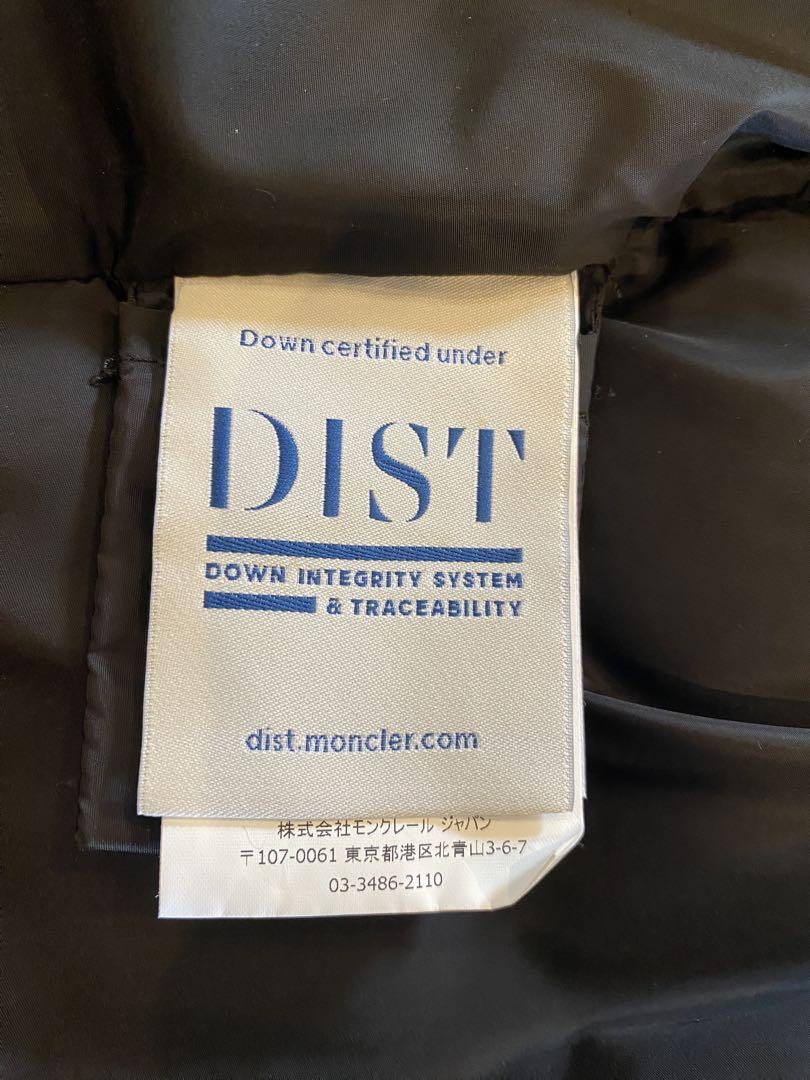 Down certified under
DIST
DOWN INTEGRITY SYSTEM
& TRACEABILITY
dist.moncler.com
株式会社モンクレール ジャパン
〒107-0061 東京都港区北青山3-6-7
03-3486-2110